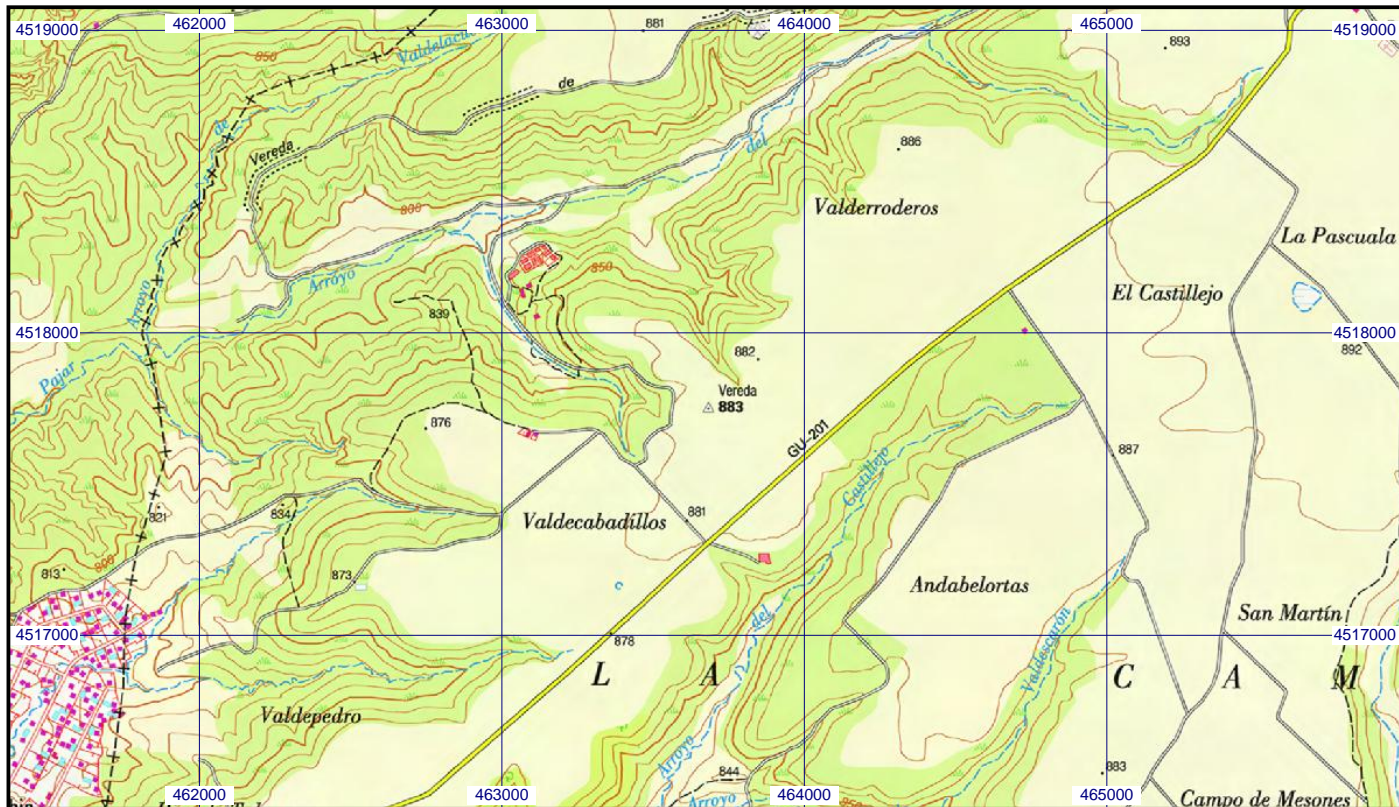 462000
463000
464000
465000
4519000
4519000
881
893
850
Valdelacu
de
de
Vereda
del
886
800
Valderroderos
La Pascuala
Arroyo
850
El Castillejo
Arroyo
839
4518000
4518000
882
892
Pajar
Vereda
883
876
GU-201
887
Castillejo
821
834
881
Valdecabadíllos
800
813
873
Andabelortas
del
San Martín
4517000
4517000
878
Valdescarón
L A C A M
Valdepedro
Arroyo
844
883
462000
463000
464000
465000
Arroyo
850
Campo de Mesones